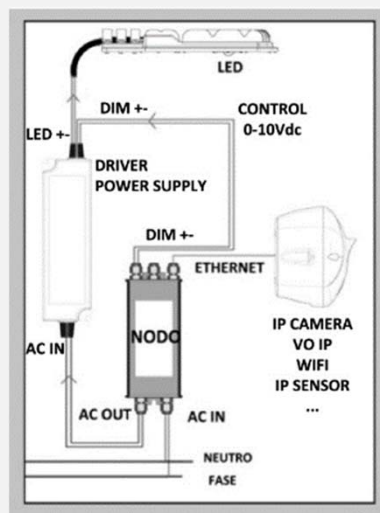 LED
DIM +-
CONTROL
0-10Vdc
LED +-
DRIVER
POWER SUPPLY
DIM +-
ETHERNET
NODO
IP CAMERA
VO IP
WIFI
IP SENSOR
...
AC IN
AC OUT
AC IN
NEUTRO
FASE